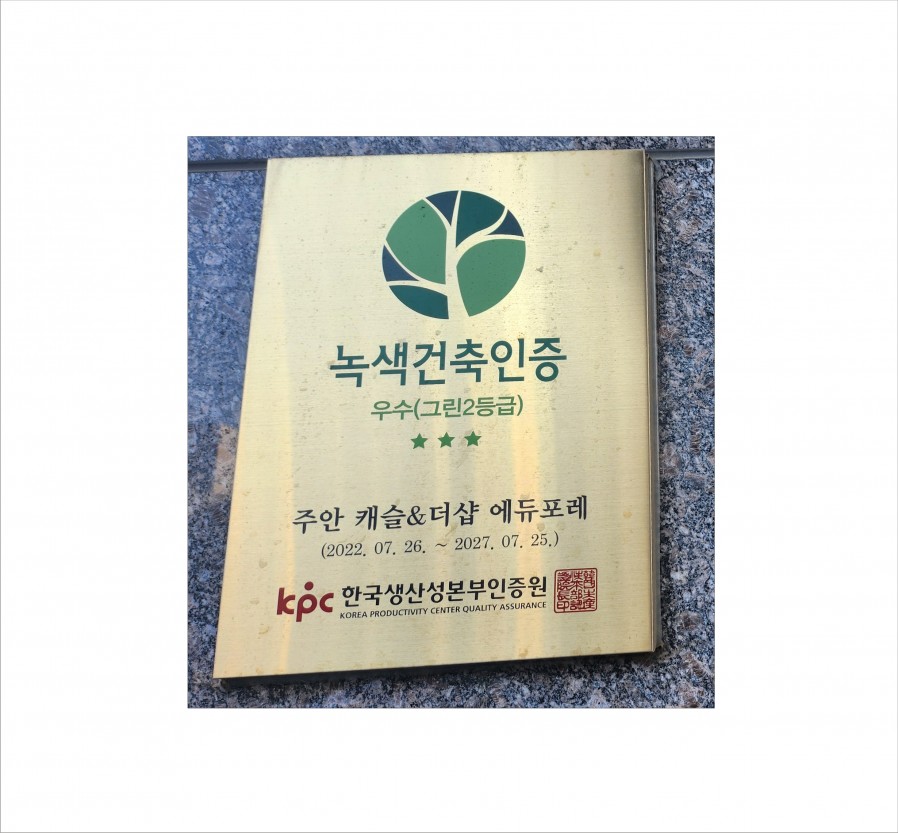 녹색건축인증
우수(그린2등급)
★ ★ ★
주안 캐슬&더샵 에듀포레
(2022. 07. 26. ~ 2027. 07. 25.)
kpc 한국생산성본부인증원
KOREA PRODUCTIVITY CENTER QUALITY ASSURANCE